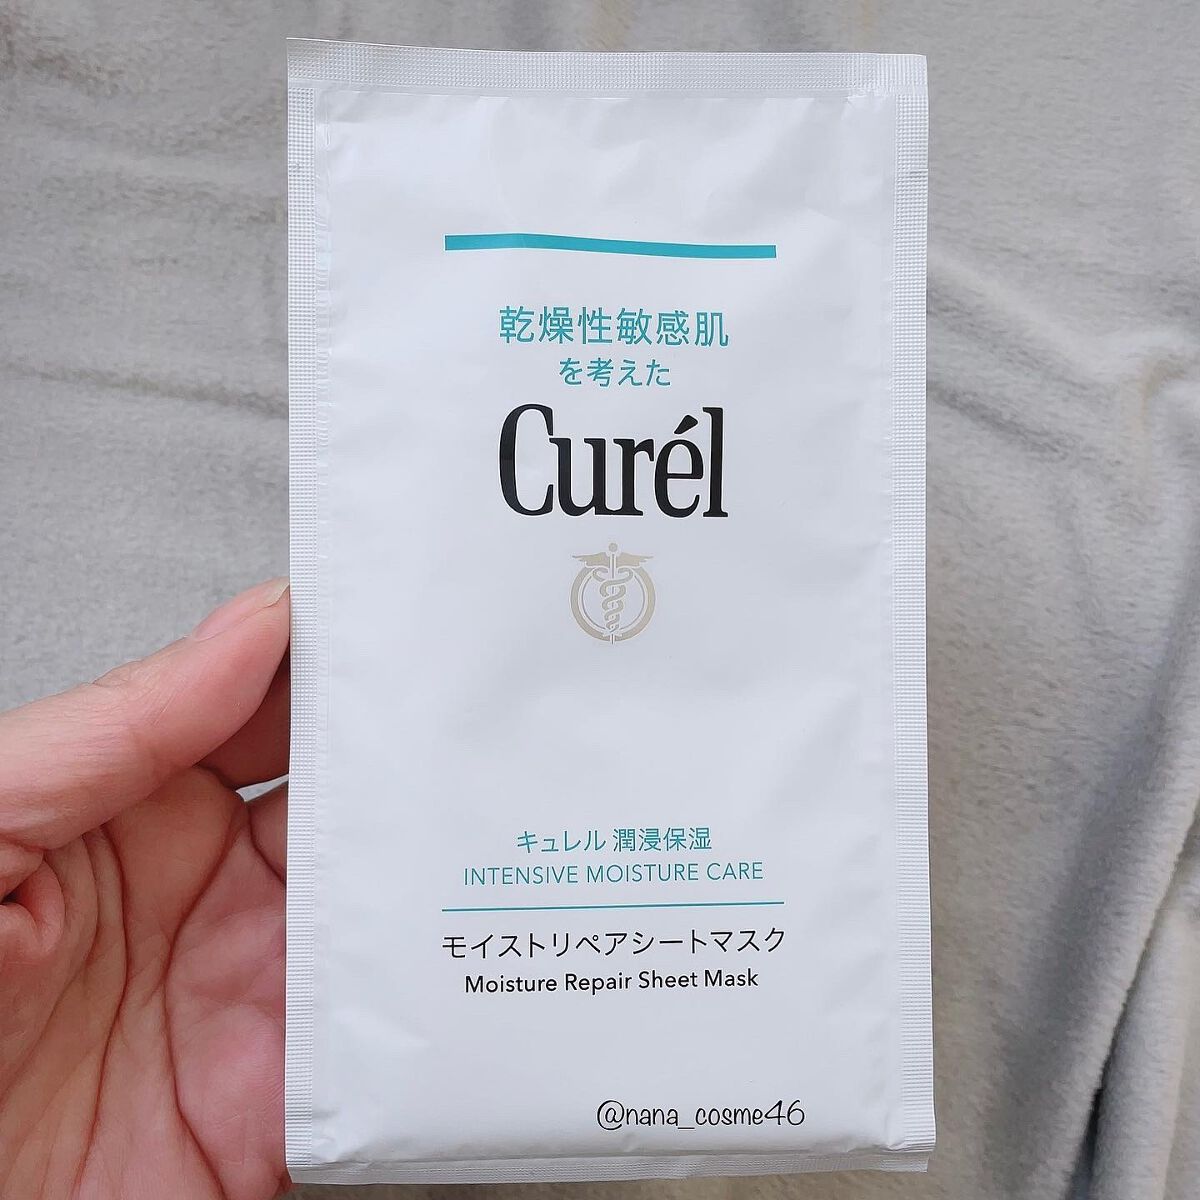 乾燥性敏感肌
を考えた
Curél
キュレル 潤浸保湿
INTENSIVE MOISTURE CARE
モイストリペアシートマスク
Moisture Repair Sheet Mask
@nana_cosme46